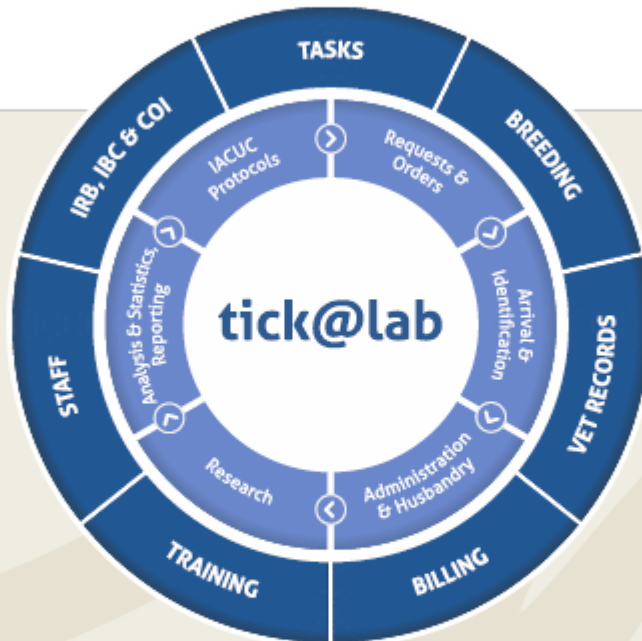 TASKS
BREEDING
VET RECORDS
BILLING
TRAINING
STAFF
IRB, IBC & COI
IACUC
Protocols
Requests &
Orders
Arrival &
Identification
Administration
& Husbandry
Research
Analysis & Statistics,
Reporting
tick@lab